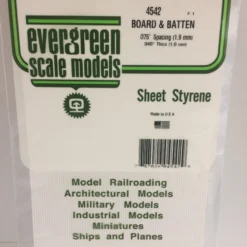 4542
BOARD & BATTEN
.075" Spacing (1.9 mm)
.040" Thick (1.0 mm)
evergreen
scale models
Sheet Styrene
Made in U.S.A.
Model Railroading
Architectural Models
Military Models
Industrial Models
Miniatures
Ships and Planes